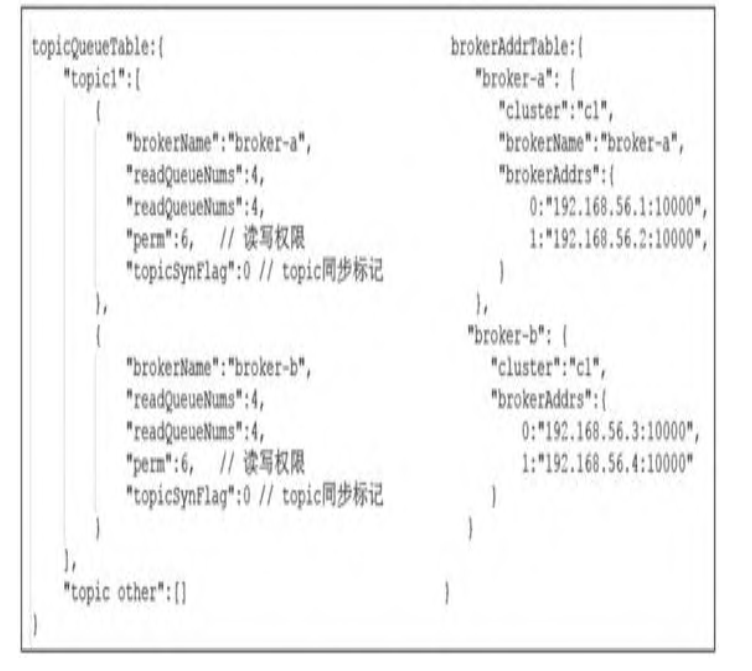 topicQueueTable:{
"topic1":[
{
"brokerName":"broker-a",
"readQueueNums":4,
"readQueueNums":4,
"perm":6, // 读写权限
"topicSynFlag":0 // topic同步标记
},
{
"brokerName":"broker-b",
"readQueueNums":4,
"readQueueNums":4,
"perm":6, // 读写权限
"topicSynFlag":0 // topic同步标记
}
],
"topic other":[]
}
brokerAddrTable:{
"broker-a": {
"cluster":"c1",
"brokerName":"broker-a",
"brokerAddrs":{
0:"192.168.56.1:10000",
1:"192.168.56.2:10000",
}
},
"broker-b": {
"cluster":"c1",
"brokerAddrs":{
0:"192.168.56.3:10000",
1:"192.168.56.4:10000"
}
}
}